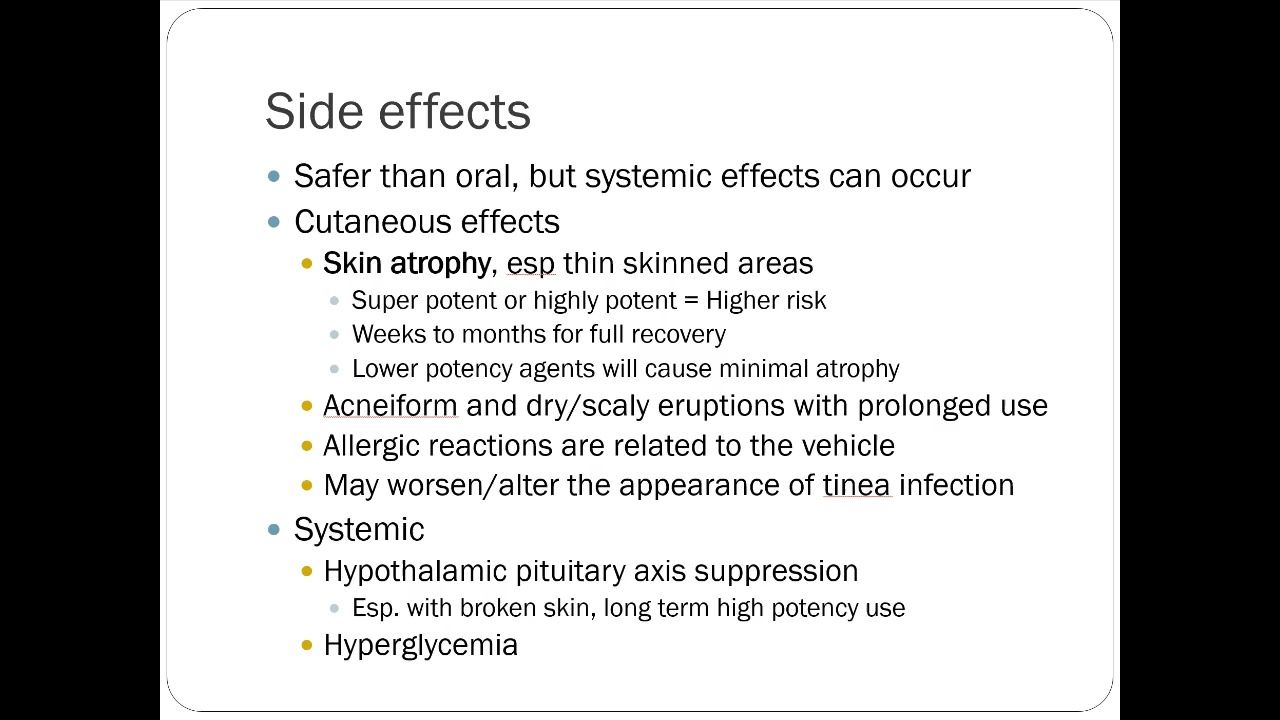 Side effects
Safer than oral, but systemic effects can occur
Cutaneous effects
Skin atrophy, esp thin skinned areas
Super potent or highly potent = Higher risk
Weeks to months for full recovery
Lower potency agents will cause minimal atrophy
Acneiform and dry/scaly eruptions with prolonged use
Allergic reactions are related to the vehicle
May worsen/alter the appearance of tinea infection
Systemic
Hypothalamic pituitary axis suppression
Esp. with broken skin, long term high potency use
Hyperglycemia